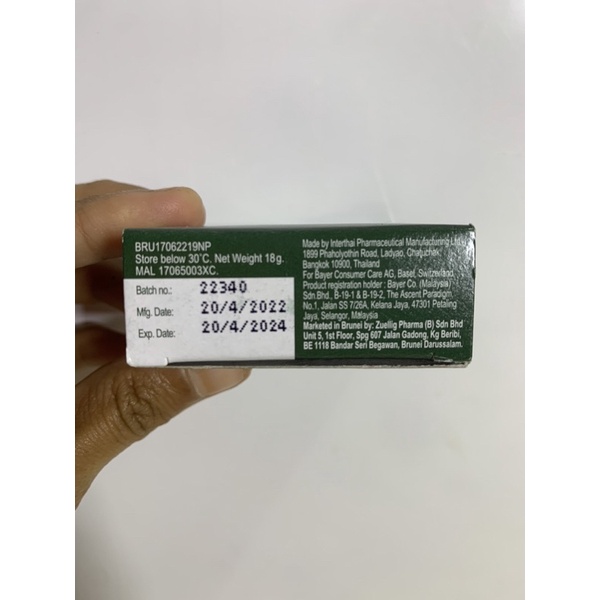 BRU17062219NP
Store below 30°C. Net Weight 18g.
MAL 17065003XC.
Batch no.: 22340
Mfg. Date: 20/4/2022
Exp. Date: 20/4/2024
Made by Interthai Pharmaceutical Manufacturing Ltd.
1899 Phaholyothin Road, Ladyao, Chatuchak,
Bangkok 10900, Thailand
For Bayer Consumer Care AG, Basel, Switzerland.
Product registration holder : Bayer Co. (Malaysia)
Sdn.Bhd., B-19-1 & B-19-2, The Ascent Paradigm
No.1, Jalan SS 7/26A, Kelana Jaya, 47301 Petaling
Jaya, Selangor, Malaysia
Marketed in Brunei by: Zuellig Pharma (B) Sdn Bhd
Unit 5, 1st Floor, Spg 607 Jalan Gadong, Kg Beribi,
BE 1118 Bandar Seri Begawan, Brunei Darussalam.